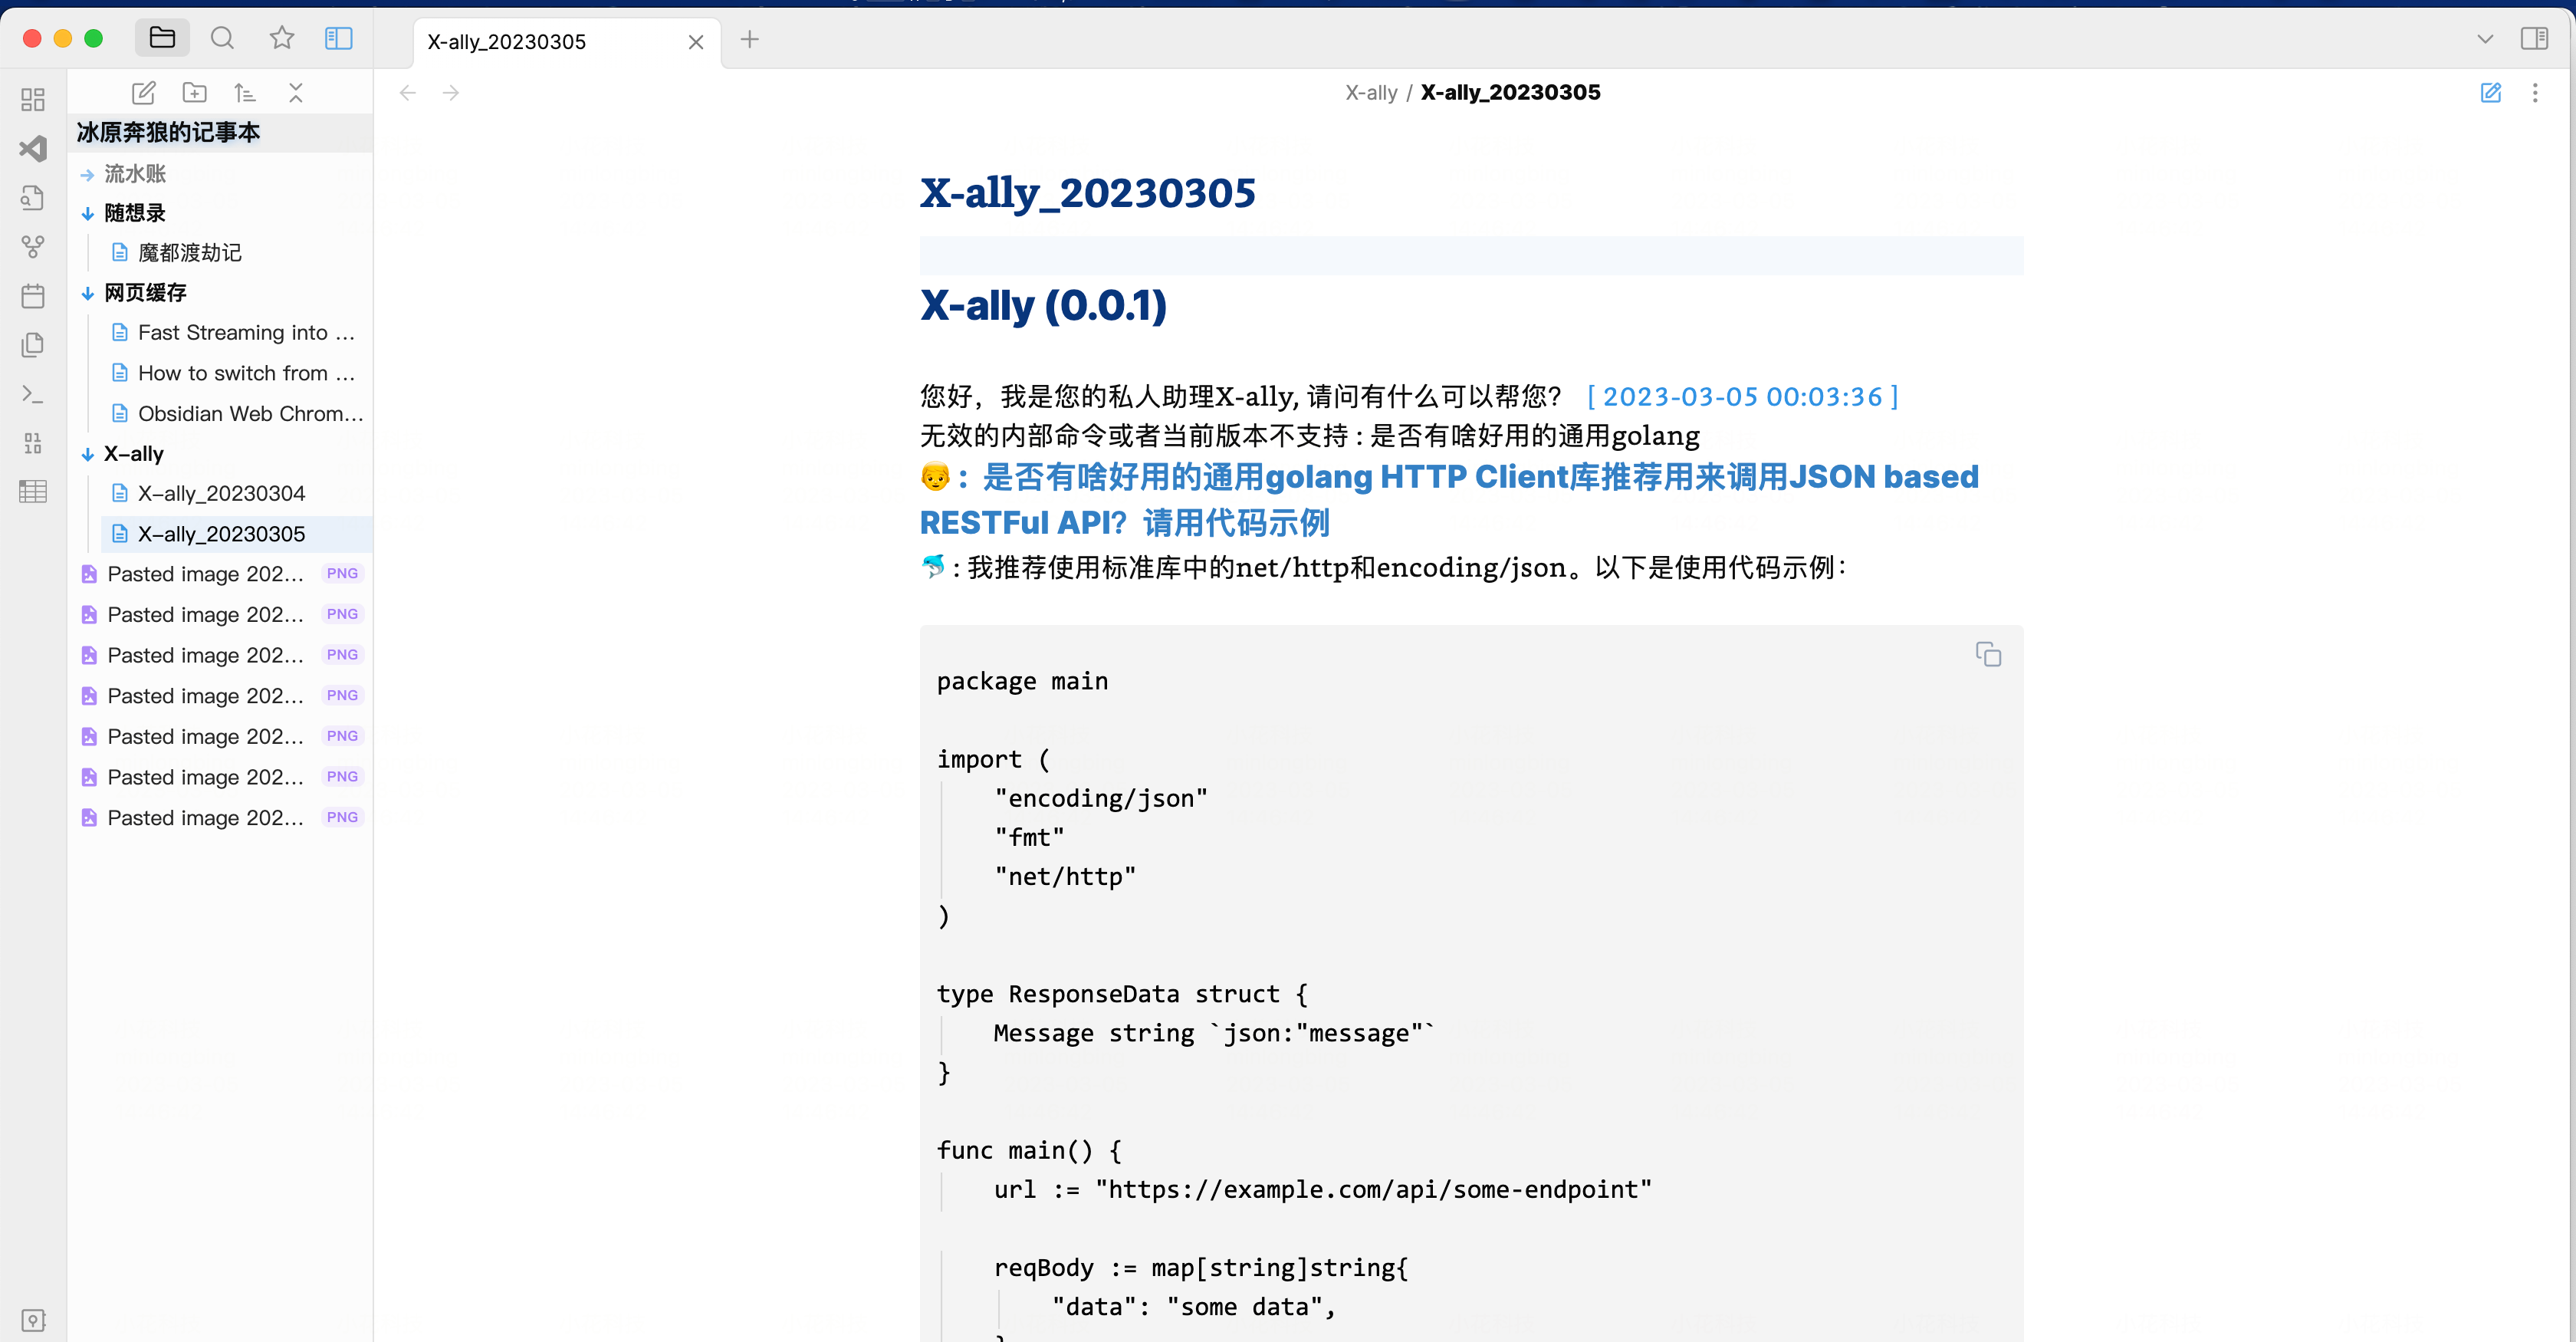 X-ally_20230305
X-ally / X-ally_20230305
冰原奔狼的记事本
流水账
随想录
魔都渡劫记
网页缓存
Fast Streaming into ...
How to switch from ...
Obsidian Web Chrom...
X-ally
X-ally_20230304
X-ally_20230305
Pasted image 202... PNG
Pasted image 202... PNG
Pasted image 202... PNG
Pasted image 202... PNG
Pasted image 202... PNG
Pasted image 202... PNG
Pasted image 202... PNG
X-ally_20230305
X-ally (0.0.1)
您好，我是您的私人助理X-ally, 请问有什么可以帮您？ [ 2023-03-05 00:03:36 ]
无效的内部命令或者当前版本不支持 : 是否有啥好用的通用golang
👨‍🦳 : 是否有啥好用的通用golang HTTP Client库推荐用来调用JSON based
RESTFul API？请用代码示例
🐬 : 我推荐使用标准库中的net/http和encoding/json。以下是使用代码示例：
package main
import (
"encoding/json"
"fmt"
"net/http"
)
type ResponseData struct {
Message string `json:"message"`
}
func main() {
url := "https://example.com/api/some-endpoint"
reqBody := map[string]string{
"data": "some data",